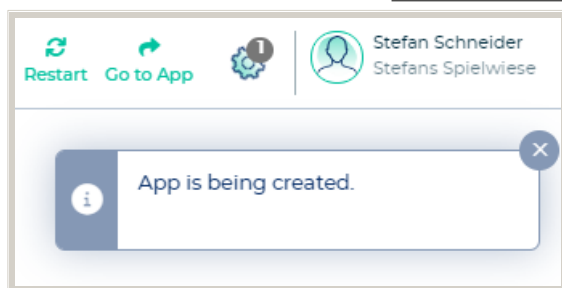 Restart Go to App
1
Stefan Schneider
Stefans Spielwiese
App is being created.